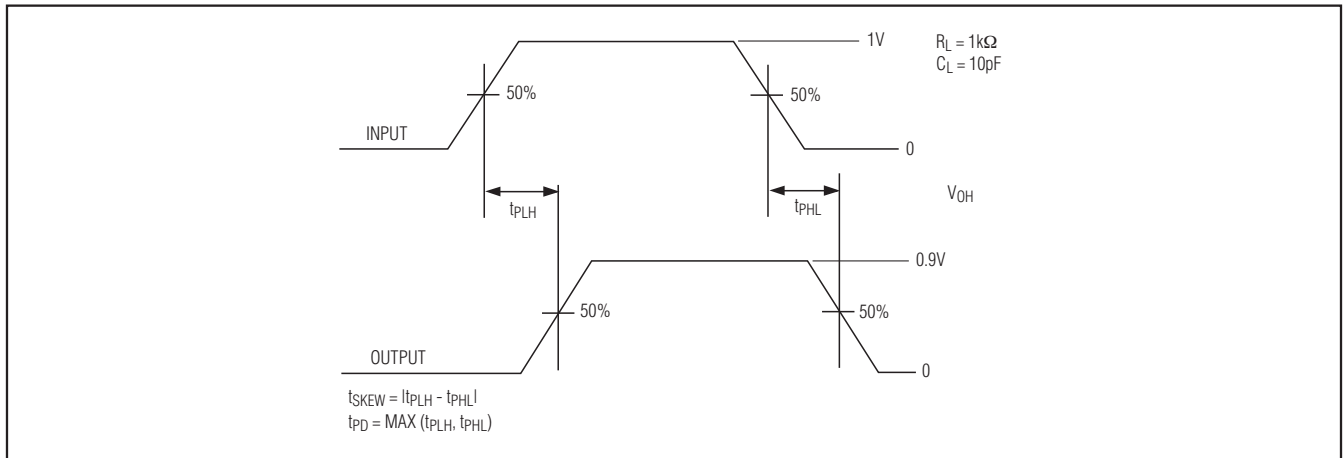 1V
R_L = 1kΩ
C_L = 10pF
50%
50%
INPUT
0
t_PLH
t_PHL
V_OH
0.9V
50%
50%
OUTPUT
0
t_SKEW = |t_PLH - t_PHL|
t_PD = MAX (t_PLH, t_PHL)